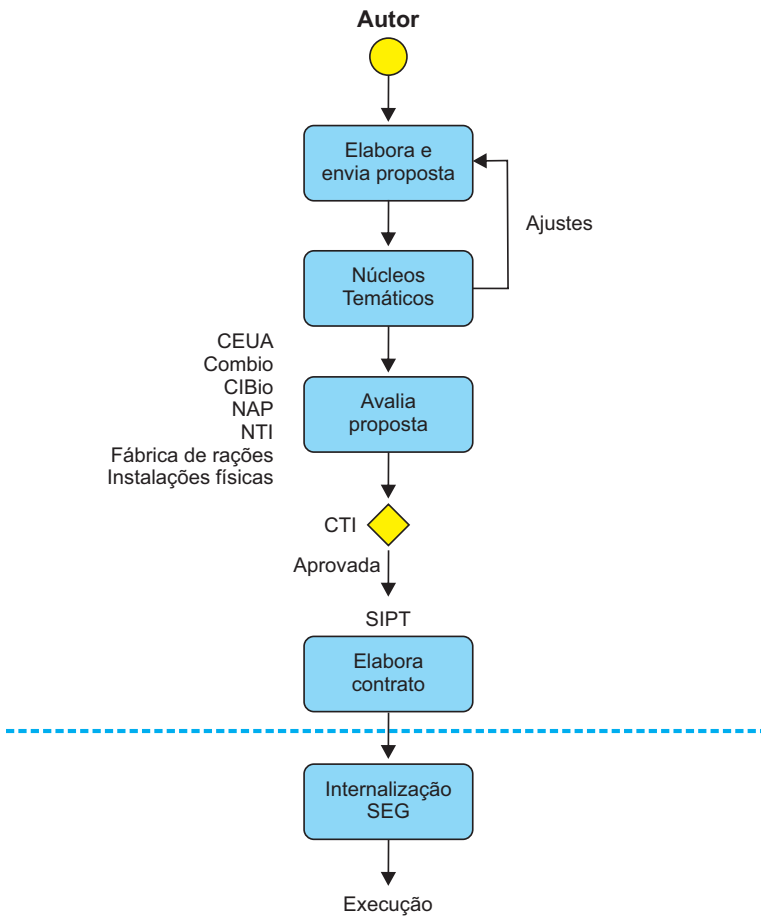 Autor
Elabora e
envia proposta
Ajustes
Núcleos
Temáticos
CEUA
Combio
CIBio
NAP
NTI
Fábrica de rações
Instalações físicas
Avalia
proposta
CTI
Aprovada
SIPT
Elabora
contrato
Internalização
SEG
Execução